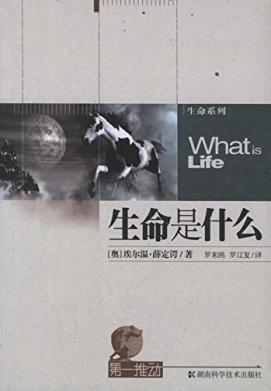 生命系列
What is
Life
生命是什么
[奥]埃尔温·薛定谔/著
罗来鸥 罗辽复/译
第一推动
湖南科学技术出版社